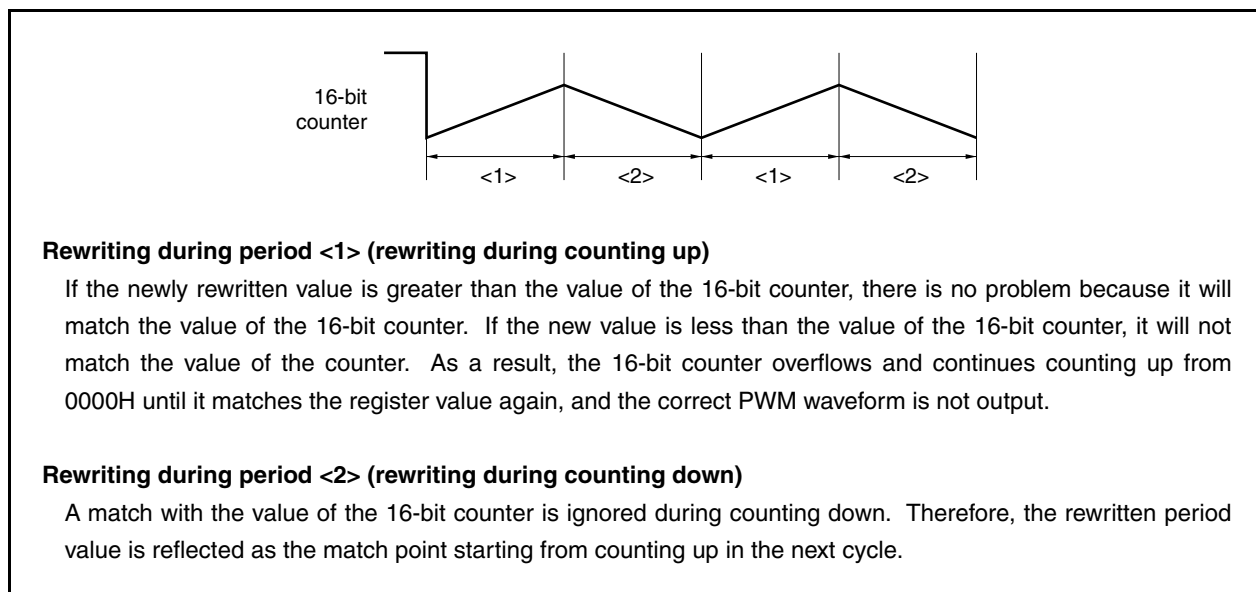 16-bit
counter
<1>
<2>
<1>
<2>
Rewriting during period <1> (rewriting during counting up)
If the newly rewritten value is greater than the value of the 16-bit counter, there is no problem because it will
match the value of the 16-bit counter. If the new value is less than the value of the 16-bit counter, it will not
match the value of the counter. As a result, the 16-bit counter overflows and continues counting up from
0000H until it matches the register value again, and the correct PWM waveform is not output.
Rewriting during period <2> (rewriting during counting down)
A match with the value of the 16-bit counter is ignored during counting down. Therefore, the rewritten period
value is reflected as the match point starting from counting up in the next cycle.